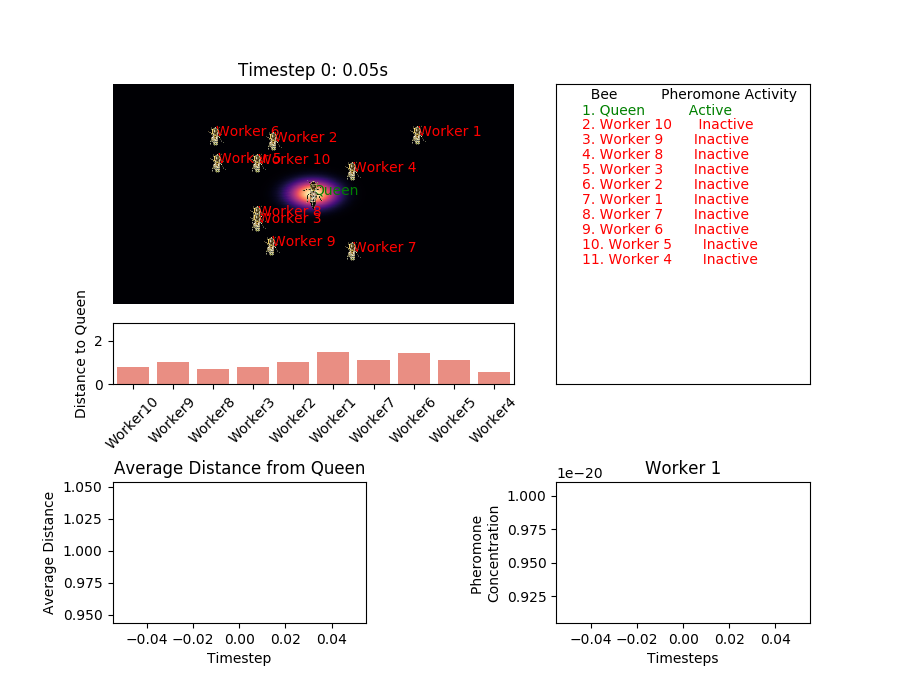 Timestep 0: 0.05s
Worker 6
Worker 2
Worker 1
Worker 5
Worker 10
Worker 4
Queen
Worker 8
Worker 3
Worker 9
Worker 7
Bee Pheromone Activity
1. Queen Active
2. Worker 10 Inactive
3. Worker 9 Inactive
4. Worker 8 Inactive
5. Worker 3 Inactive
6. Worker 2 Inactive
7. Worker 1 Inactive
8. Worker 7 Inactive
9. Worker 6 Inactive
10. Worker 5 Inactive
11. Worker 4 Inactive
Distance to Queen
2
0
Worker10 Worker9 Worker8 Worker3 Worker2 Worker1 Worker7 Worker6 Worker5 Worker4
Average Distance from Queen
Average Distance
1.050
1.025
1.000
0.975
0.950
−0.04 −0.02 0.00 0.02 0.04
Timestep
Worker 1
1e−20
Pheromone
Concentration
1.000
0.975
0.950
0.925
−0.04 −0.02 0.00 0.02 0.04
Timesteps